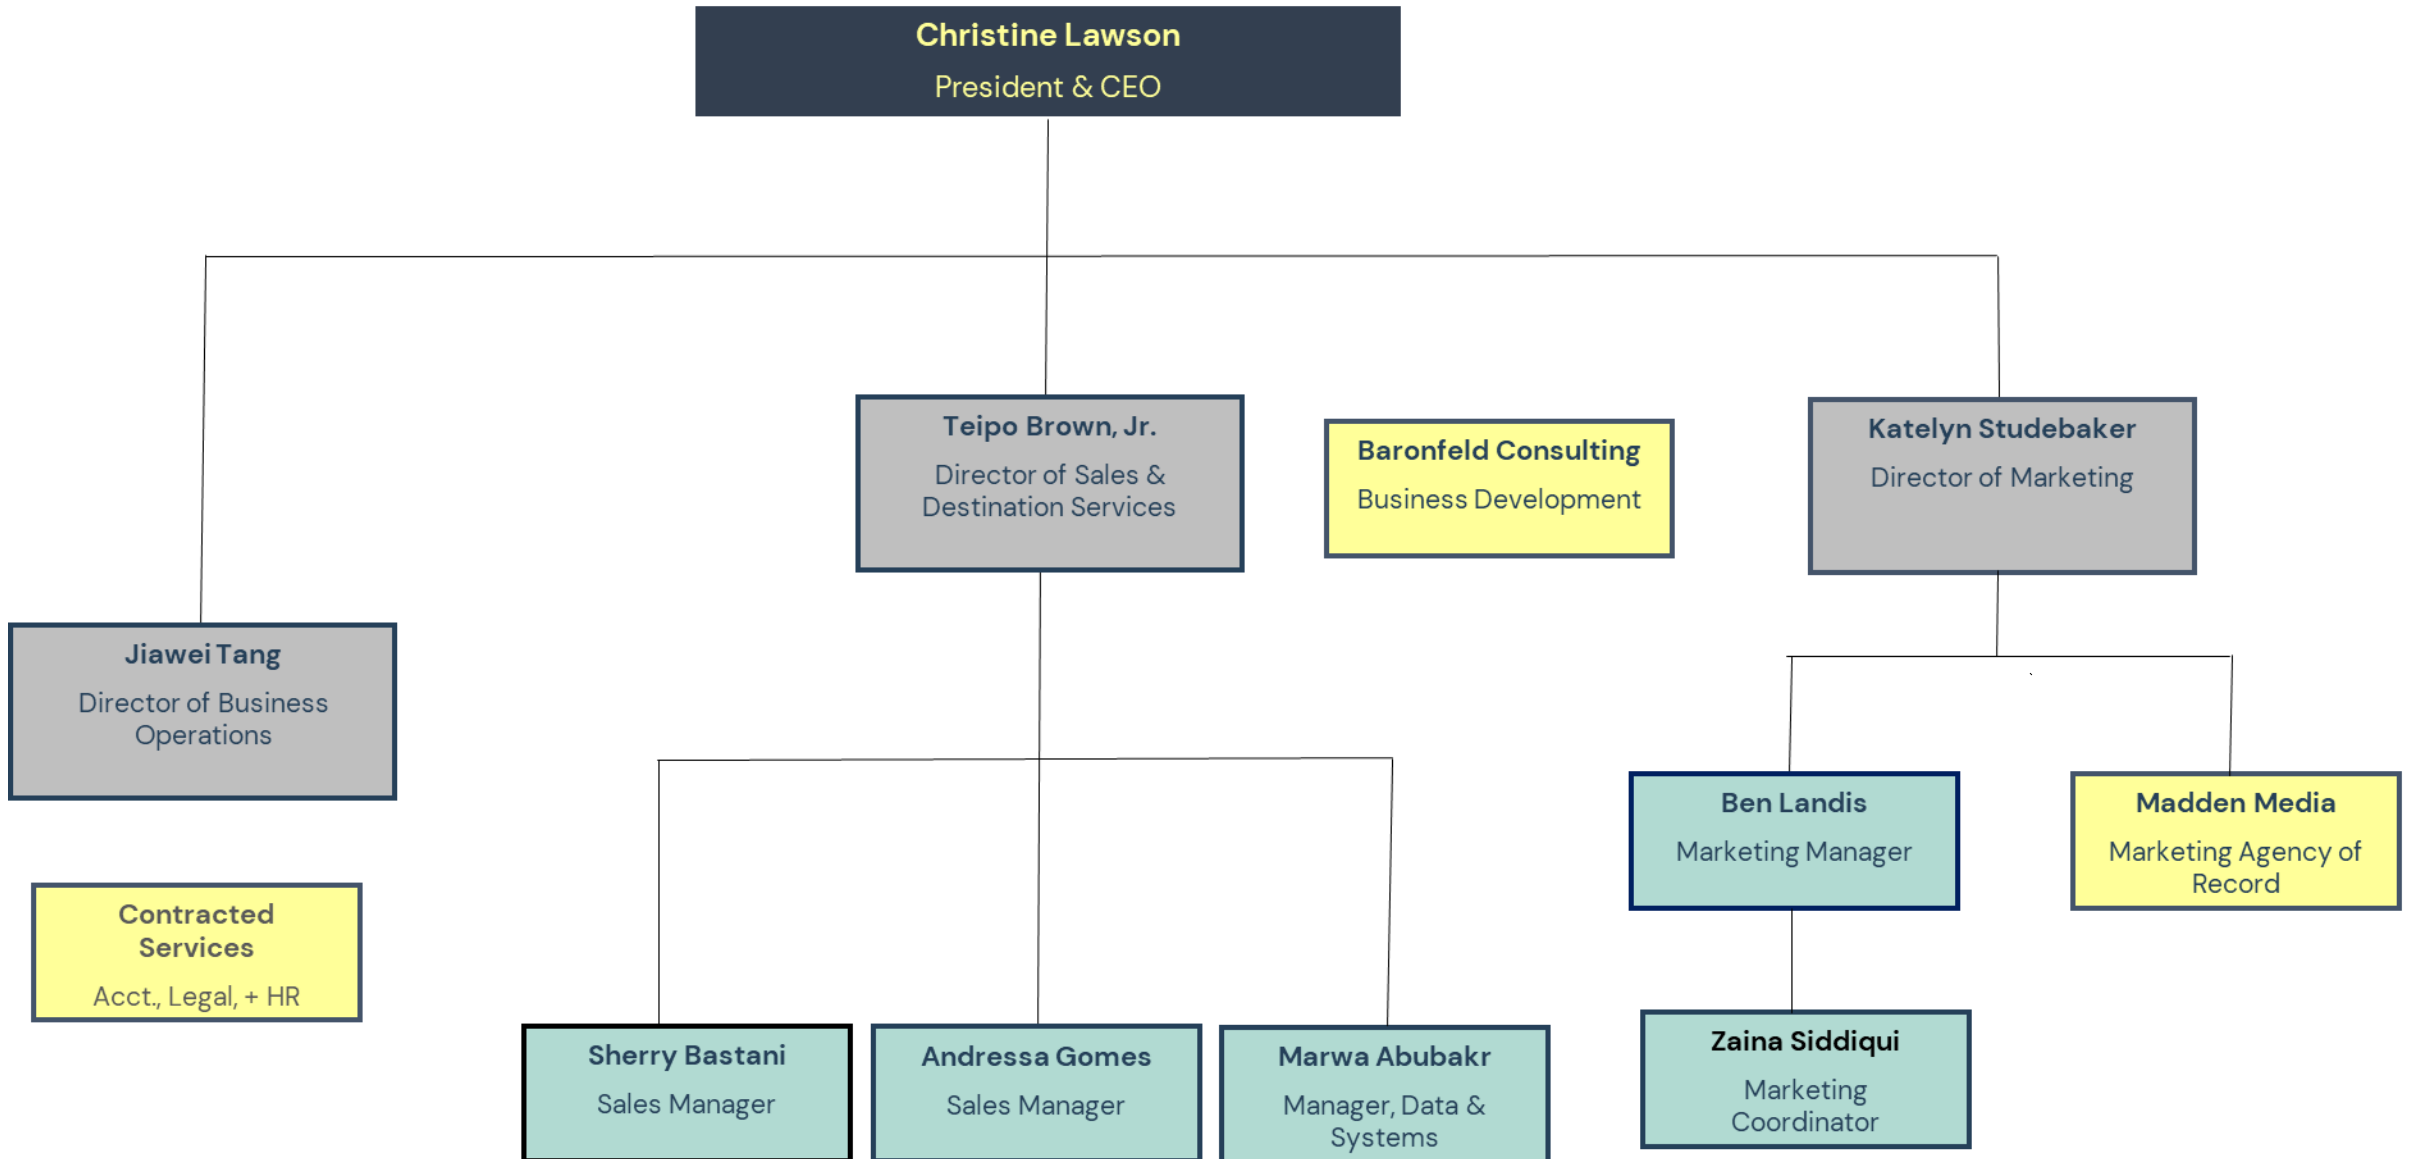 Christine Lawson
President & CEO
Teipo Brown, Jr.
Director of Sales &
Destination Services
Baronfeld Consulting
Business Development
Katelyn Studebaker
Director of Marketing
Jiawei Tang
Director of Business
Operations
Ben Landis
Marketing Manager
Madden Media
Marketing Agency of
Record
Contracted
Services
Acct., Legal, + HR
Sherry Bastani
Sales Manager
Andressa Gomes
Sales Manager
Marwa Abubakr
Manager, Data &
Systems
Zaina Siddiqui
Marketing
Coordinator